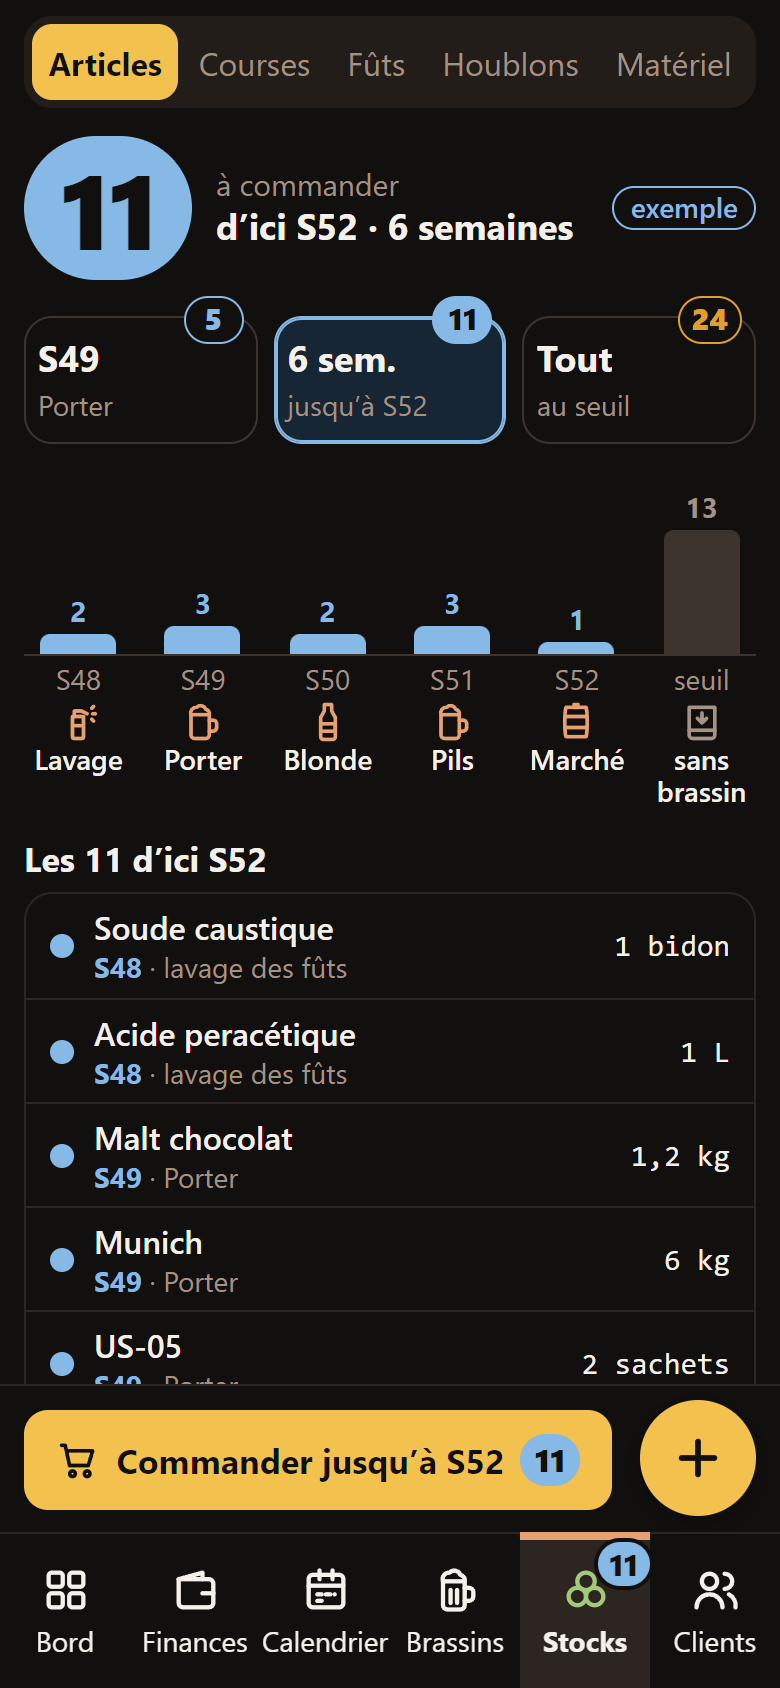 Articles Courses Fûts Houblons Matériel
11
à commander
d’ici S52 · 6 semaines
exemple
5
S49
Porter
11
6 sem.
jusqu’à S52
24
Tout
au seuil
2 3 2 3 1 13
S48 S49 S50 S51 S52 seuil
Lavage Porter Blonde Pils Marché sans brassin
Les 11 d’ici S52
Soude caustique
S48 · lavage des fûts
1 bidon
Acide peracétique
S48 · lavage des fûts
1 L
Malt chocolat
S49 · Porter
1,2 kg
Munich
S49 · Porter
6 kg
US-05
S49 · Porter
2 sachets
Commander jusqu’à S52 11
11
Bord Finances Calendrier Brassins Stocks Clients